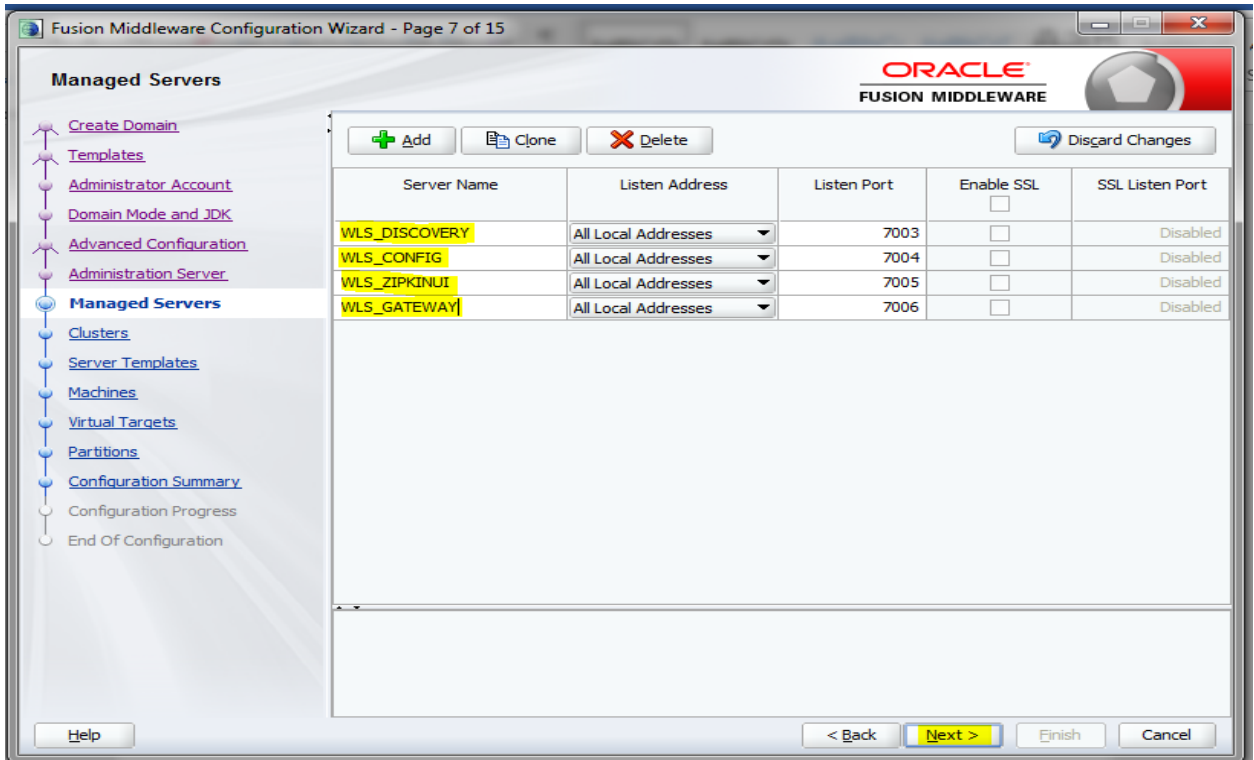 Fusion Middleware Configuration Wizard - Page 7 of 15
Managed Servers
ORACLE
FUSION MIDDLEWARE
Create Domain
Templates
Administrator Account
Domain Mode and JDK
Advanced Configuration
Administration Server
Managed Servers
Clusters
Server Templates
Machines
Virtual Targets
Partitions
Configuration Summary
Configuration Progress
End Of Configuration
Add Clone Delete Discard Changes
Server Name Listen Address Listen Port Enable SSL SSL Listen Port
WLS_DISCOVERY All Local Addresses 7003 Disabled
WLS_CONFIG All Local Addresses 7004 Disabled
WLS_ZIPKINUI All Local Addresses 7005 Disabled
WLS_GATEWAY All Local Addresses 7006 Disabled
Help < Back Next > Finish Cancel